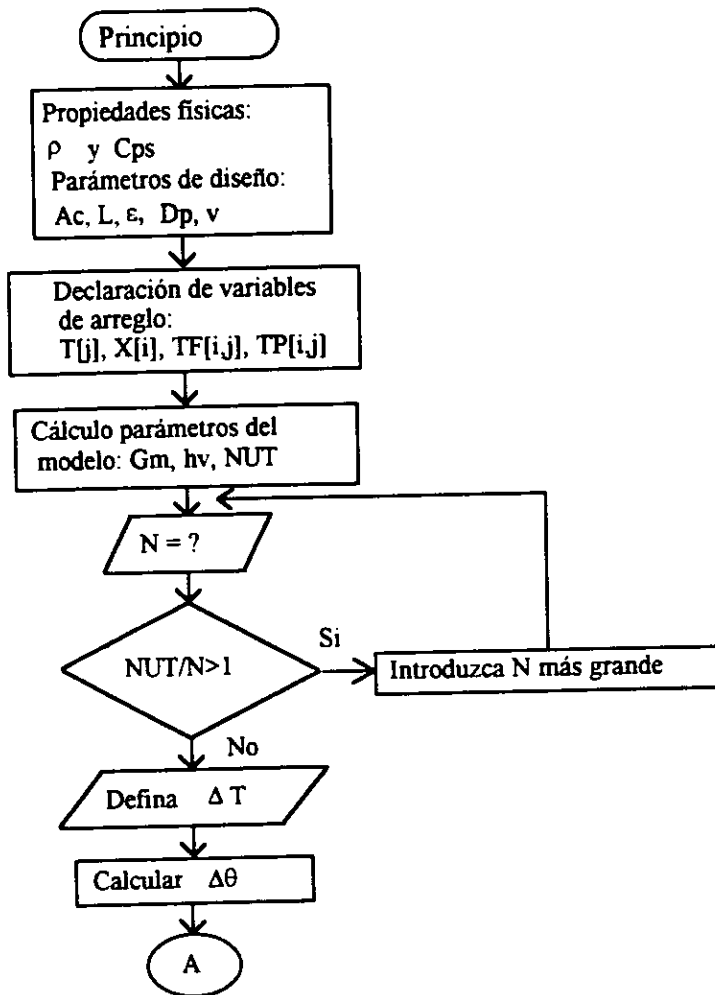 Principio
Propiedades físicas:
ρ y Cps
Parámetros de diseño:
Ac, L, ε, Dp, v
Declaración de variables
de arreglo:
T[j], X[i], TF[i,j], TP[i,j]
Cálculo parámetros del
modelo: Gm, hv, NUT
N = ?
Si
NUT/N>1
Introduzca N más grande
No
Defina Δ T
Calcular Δθ
A